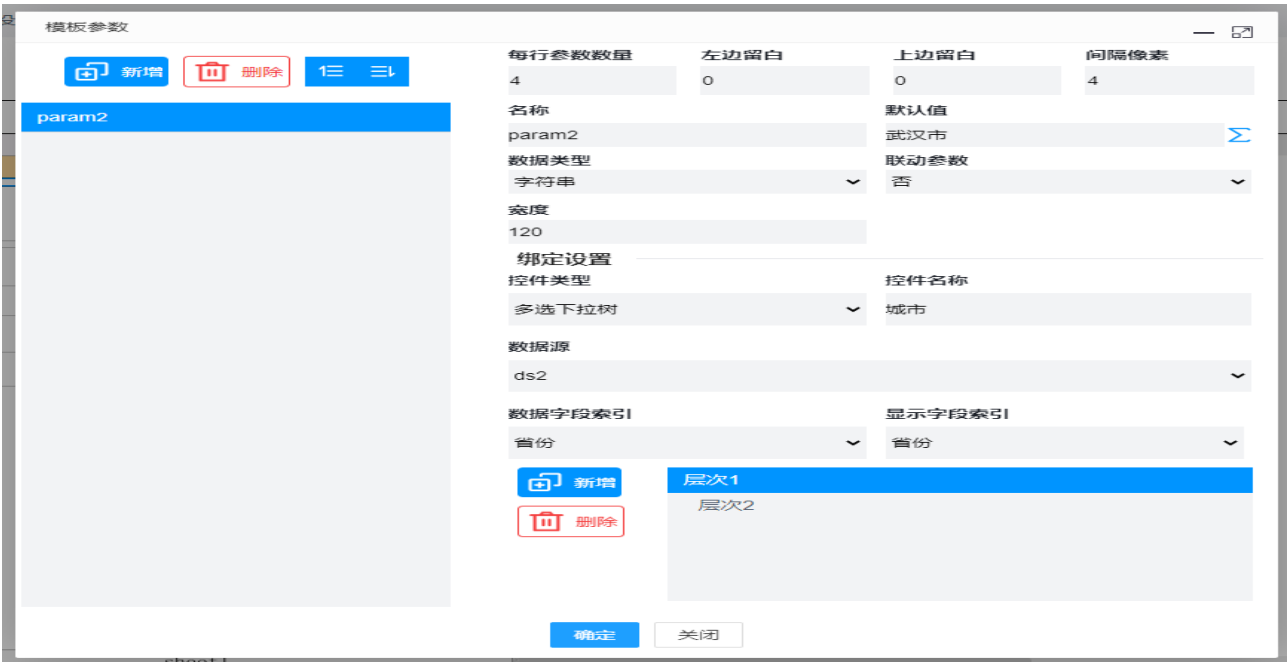 模板参数
新增 删除
每行参数数量 左边留白 上边留白 间隔像素
4 0 0 4
param2
名称 默认值
param2 武汉市
数据类型 联动参数
字符串 否
宽度
120
绑定设置
控件类型 控件名称
多选下拉树 城市
数据源
ds2
数据字段索引 显示字段索引
省份 省份
新增 层次1
层次2
删除
确定 关闭